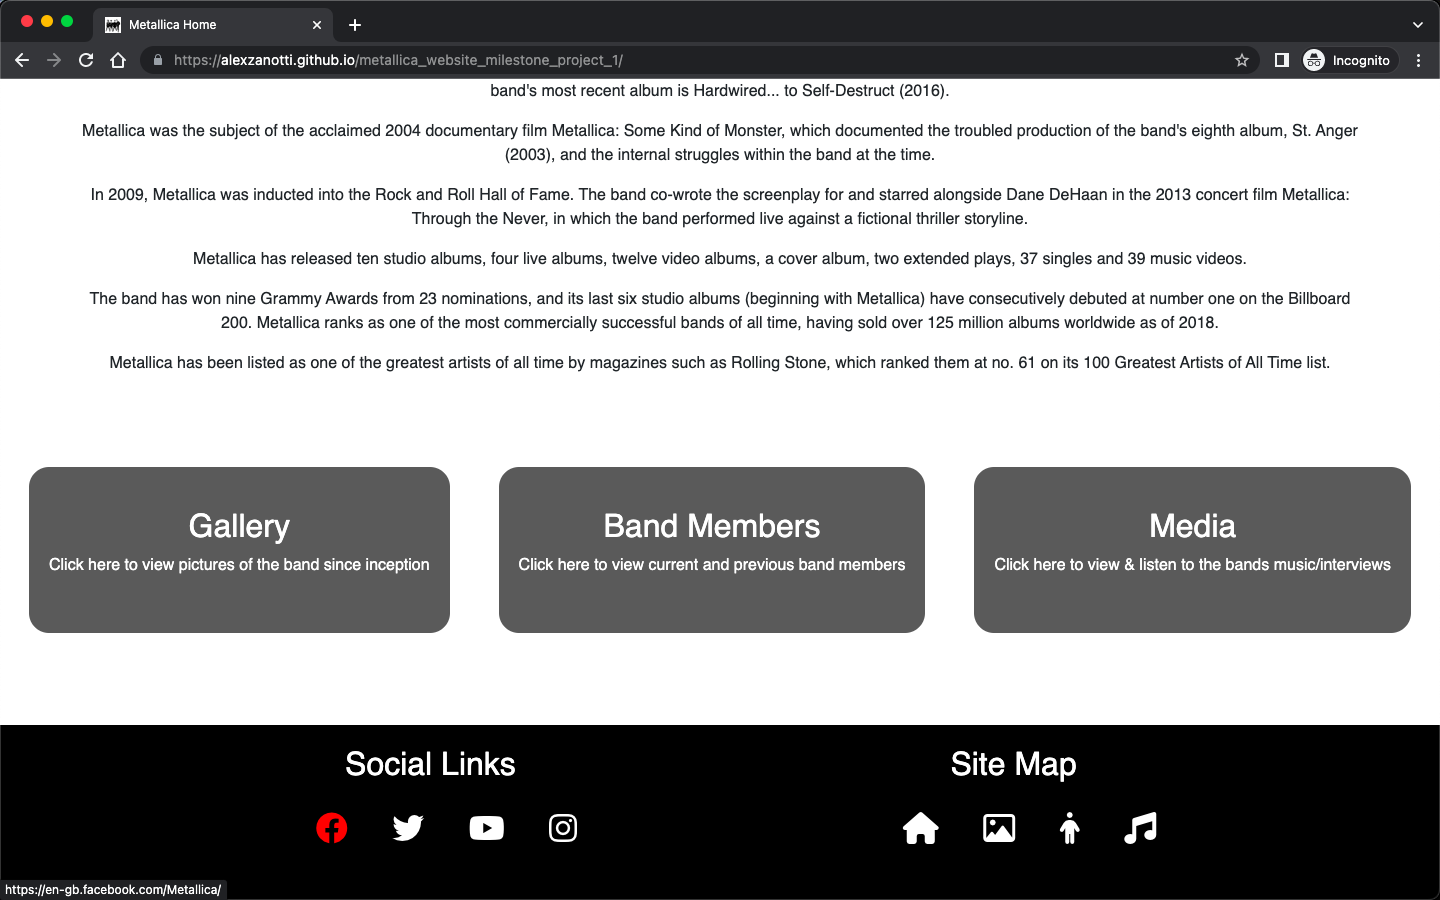 Metallica Home
https://alexzanotti.github.io/metallica_website_milestone_project_1/
Incognito
band's most recent album is Hardwired... to Self-Destruct (2016).
Metallica was the subject of the acclaimed 2004 documentary film Metallica: Some Kind of Monster, which documented the troubled production of the band's eighth album, St. Anger
(2003), and the internal struggles within the band at the time.
In 2009, Metallica was inducted into the Rock and Roll Hall of Fame. The band co-wrote the screenplay for and starred alongside Dane DeHaan in the 2013 concert film Metallica:
Through the Never, in which the band performed live against a fictional thriller storyline.
Metallica has released ten studio albums, four live albums, twelve video albums, a cover album, two extended plays, 37 singles and 39 music videos.
The band has won nine Grammy Awards from 23 nominations, and its last six studio albums (beginning with Metallica) have consecutively debuted at number one on the Billboard
200. Metallica ranks as one of the most commercially successful bands of all time, having sold over 125 million albums worldwide as of 2018.
Metallica has been listed as one of the greatest artists of all time by magazines such as Rolling Stone, which ranked them at no. 61 on its 100 Greatest Artists of All Time list.
Gallery
Click here to view pictures of the band since inception
Band Members
Click here to view current and previous band members
Media
Click here to view & listen to the bands music/interviews
Social Links
Site Map
https://en-gb.facebook.com/Metallica/